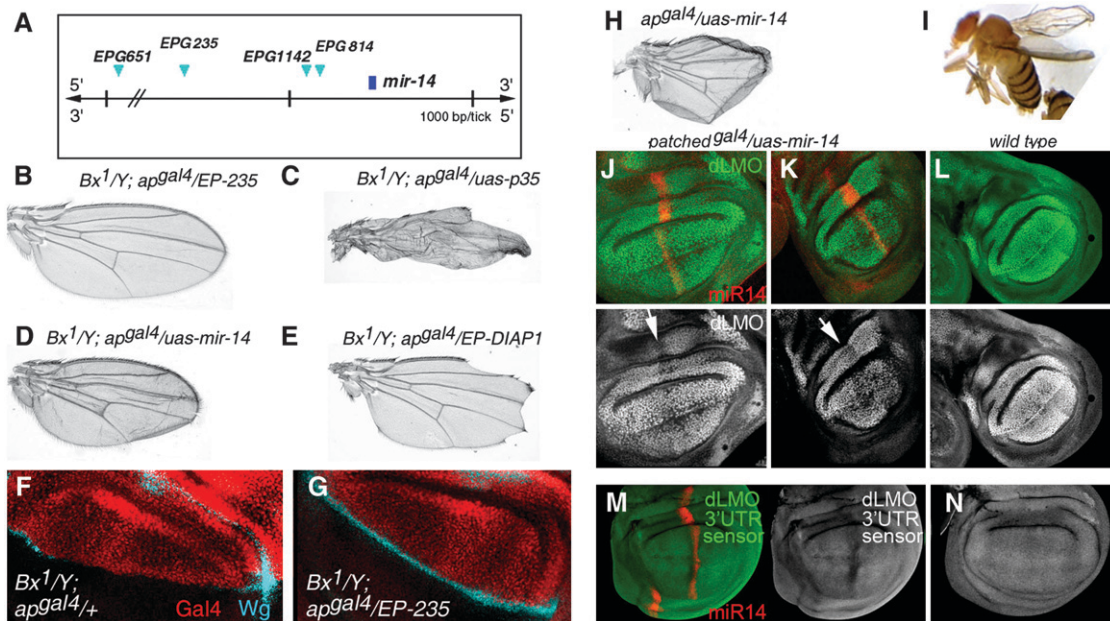 A
EPG651
EPG235
EPG1142
EPG814
mir-14
5'
3'
3'
5'
1000 bp/tick
B
Bx1/Y; apgal4/EP-235
C
Bx1/Y; apgal4/uas-p35
D
Bx1/Y; apgal4/uas-mir-14
E
Bx1/Y; apgal4/EP-DIAP1
F
Bx1/Y;
apgal4/+
Gal4
Wg
G
Bx1/Y;
apgal4/EP-235
H
apgal4/uas-mir-14
I
patchedgal4/uas-mir-14
wild type
J
dLMO
miR14
K
L
dLMO
M
dLMO
3'UTR
sensor
miR14
dLMO
3'UTR
sensor
N